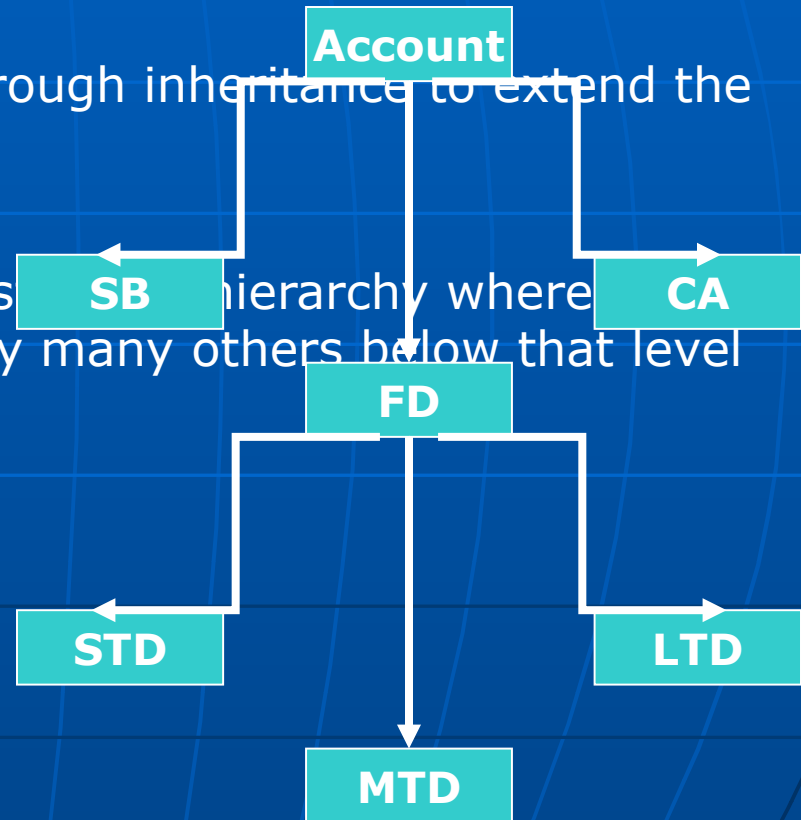 Account
rough inheritance to extend the
SB hierarchy where CA
many others below that level
FD
STD LTD
MTD